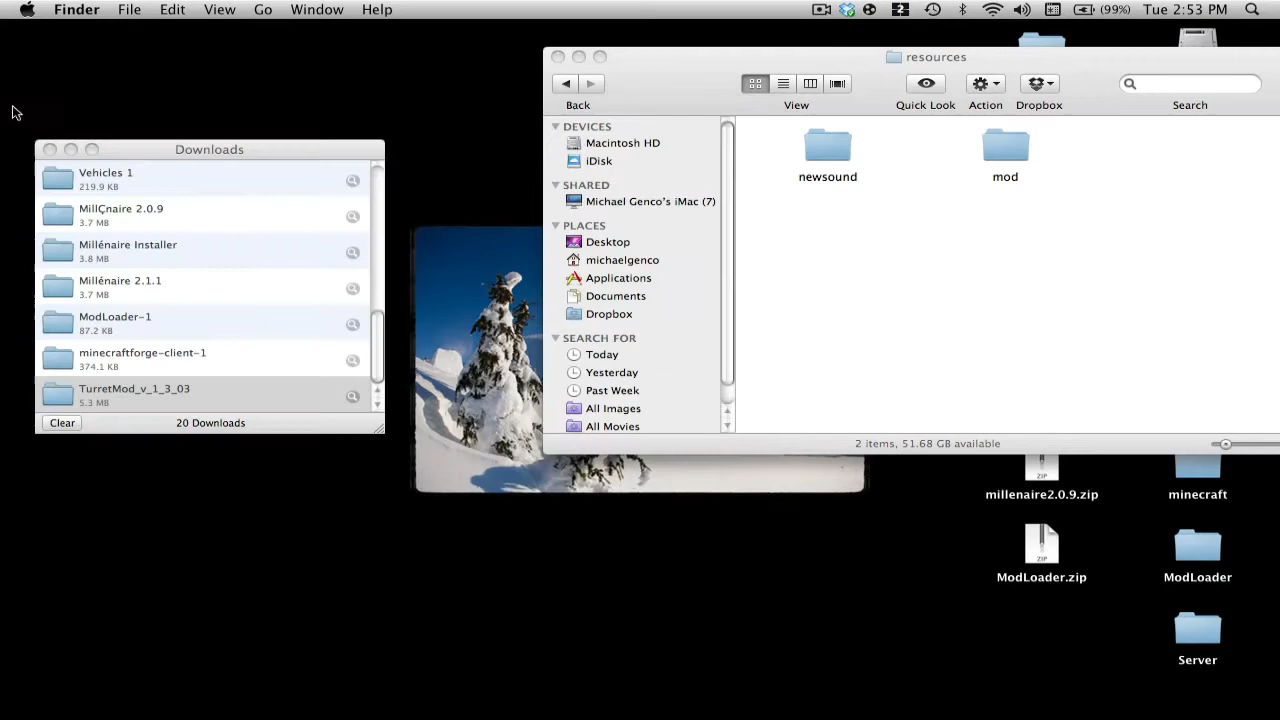 Finder File Edit View Go Window Help
2 (99%) Tue 2:53 PM
Downloads
Vehicles 1
219.9 KB
MillÇnaire 2.0.9
3.7 MB
Millénaire Installer
3.8 MB
Millénaire 2.1.1
3.7 MB
ModLoader-1
87.2 KB
minecraftforge-client-1
374.1 KB
TurretMod_v_1_3_03
5.3 MB
Clear
20 Downloads
resources
Back View Quick Look Action Dropbox Search
DEVICES
Macintosh HD
iDisk
SHARED
Michael Genco's iMac (7)
PLACES
Desktop
michaelgenco
Applications
Documents
Dropbox
SEARCH FOR
Today
Yesterday
Past Week
All Images
All Movies
newsound
mod
2 items, 51.68 GB available
ZIP
millenaire2.0.9.zip
minecraft
ZIP
ModLoader.zip
ModLoader
Server